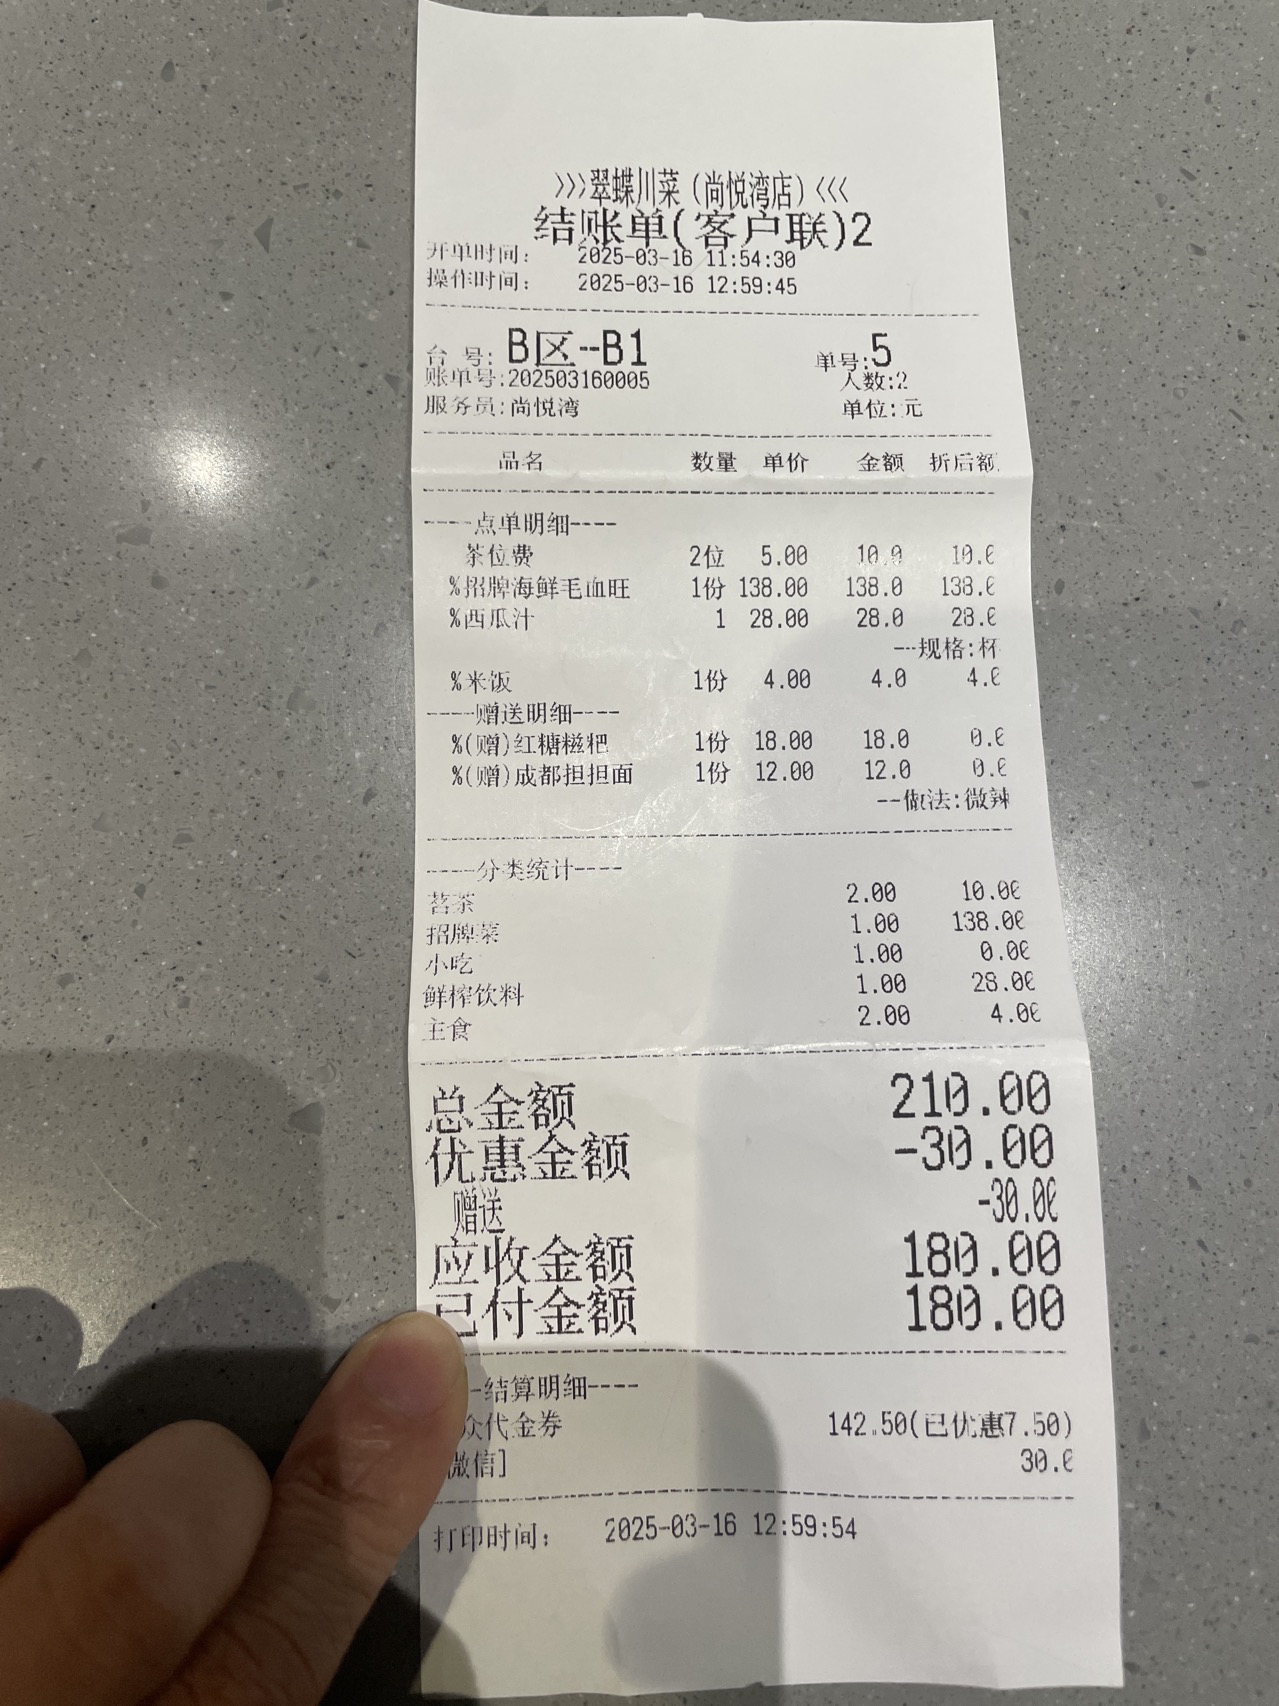 >>>翠蝶川菜(尚悦湾店)<<<
结账单(客户联)2
开单时间: 2025-03-16 11:54:30
操作时间: 2025-03-16 12:59:45
台 号: B区--B1 单号:5
账单号:202503160005 人数:2
服务员:尚悦湾 单位:元
品名 数量 单价 金额 折后额
----点单明细----
茶位费 2位 5.00 10.0 10.0
%招牌海鲜毛血旺 1份 138.00 138.0 138.0
%西瓜汁 1 28.00 28.0 28.0
--规格:杯
%米饭 1份 4.00 4.0 4.0
----赠送明细----
%(赠)红糖糍粑 1份 18.00 18.0 0.0
%(赠)成都担担面 1份 12.00 12.0 0.0
--做法:微辣
----分类统计----
茗茶 2.00 10.00
招牌菜 1.00 138.00
小吃 1.00 0.00
鲜榨饮料 1.00 28.00
主食 2.00 4.00
总金额 210.00
优惠金额 -30.00
赠送 -30.00
应收金额 180.00
已付金额 180.00
-结算明细----
众代金券 142.50(已优惠7.50)
微信] 30.0
打印时间: 2025-03-16 12:59:54